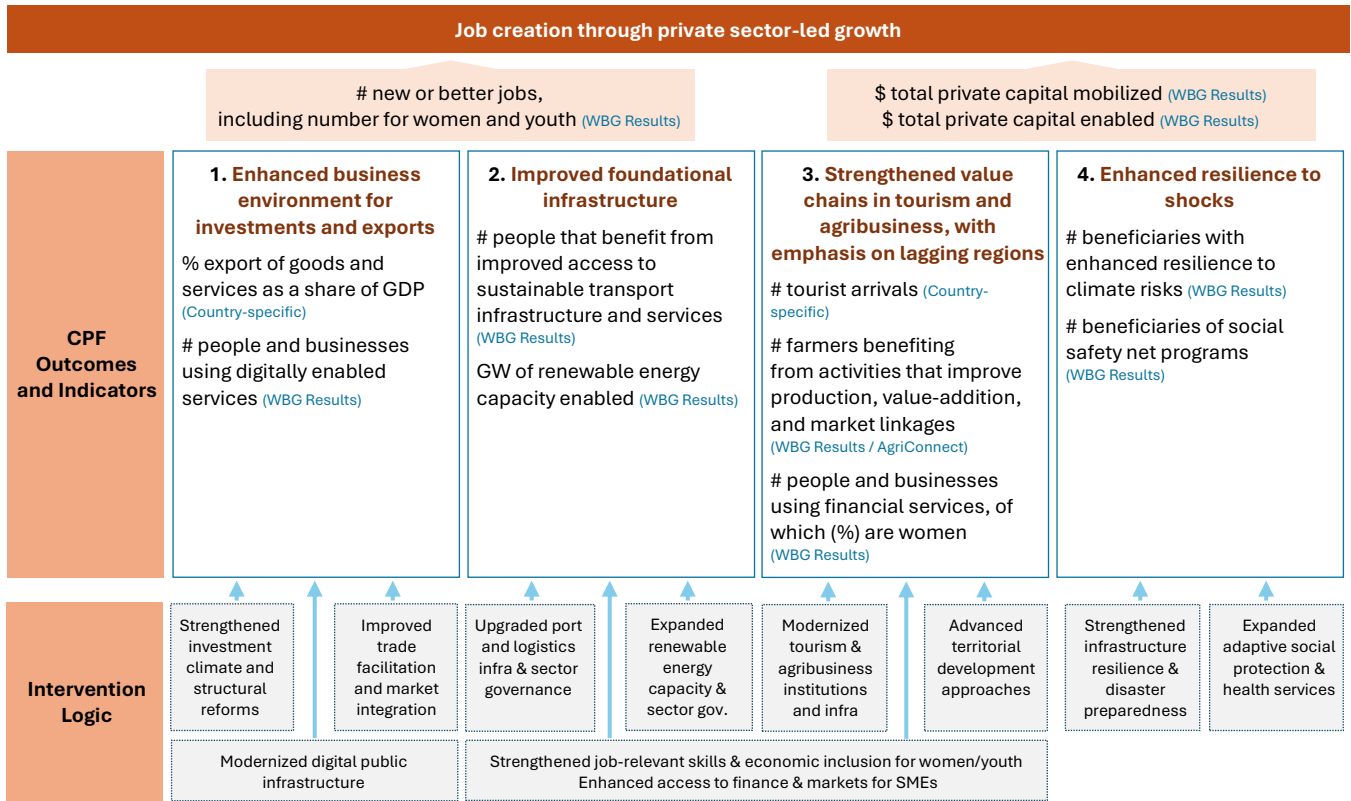 Job creation through private sector-led growth
# new or better jobs,
including number for women and youth (WBG Results)
$ total private capital mobilized (WBG Results)
$ total private capital enabled (WBG Results)
CPF
Outcomes
and Indicators
1. Enhanced business
environment for
investments and exports
% export of goods and
services as a share of GDP
(Country-specific)
# people and businesses
using digitally enabled
services (WBG Results)
2. Improved foundational
infrastructure
# people that benefit from
improved access to
sustainable transport
infrastructure and services
(WBG Results)
GW of renewable energy
capacity enabled (WBG Results)
3. Strengthened value
chains in tourism and
agribusiness, with
emphasis on lagging regions
# tourist arrivals (Country-
specific)
# farmers benefiting
from activities that improve
production, value-addition,
and market linkages
(WBG Results / AgriConnect)
# people and businesses
using financial services, of
which (%) are women
(WBG Results)
4. Enhanced resilience to
shocks
# beneficiaries with
enhanced resilience to
climate risks (WBG Results)
# beneficiaries of social
safety net programs
(WBG Results)
Intervention
Logic
Strengthened
investment
climate and
structural
reforms
Improved
trade
facilitation
and market
integration
Upgraded port
and logistics
infra & sector
governance
Expanded
renewable
energy
capacity &
sector gov.
Modernized
tourism &
agribusiness
institutions
and infra
Advanced
territorial
development
approaches
Strengthened
infrastructure
resilience &
disaster
preparedness
Expanded
adaptive social
protection &
health services
Modernized digital public
infrastructure
Strengthened job-relevant skills & economic inclusion for women/youth
Enhanced access to finance & markets for SMEs